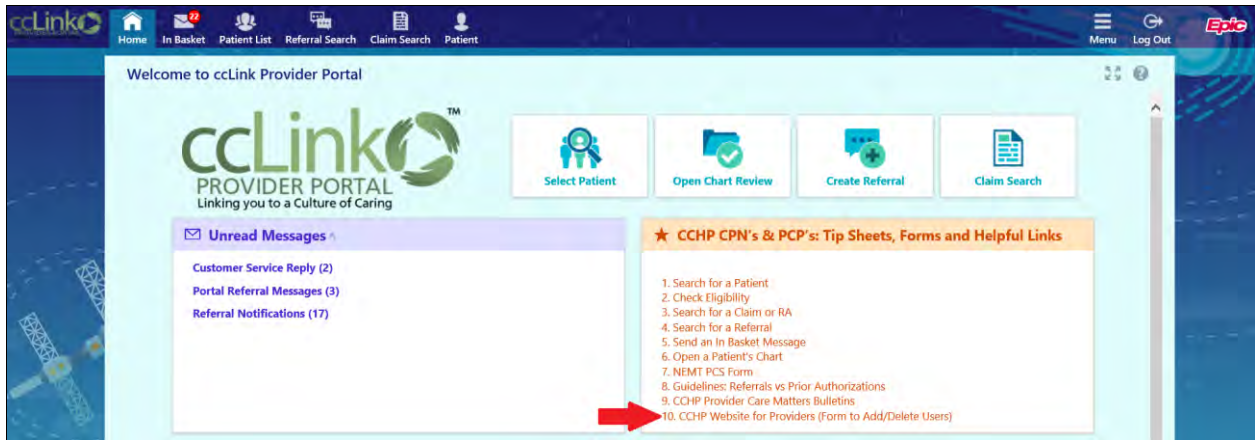 ccLink
PROVIDER PORTAL
Home In Basket 22 Patient List Referral Search Claim Search Patient
Menu Log Out
Epic
Welcome to ccLink Provider Portal
ccLink™
PROVIDER PORTAL
Linking you to a Culture of Caring
Select Patient
Open Chart Review
Create Referral
Claim Search
Unread Messages
Customer Service Reply (2)
Portal Referral Messages (3)
Referral Notifications (17)
CCHP CPN's & PCP's: Tip Sheets, Forms and Helpful Links
1. Search for a Patient
2. Check Eligibility
3. Search for a Claim or RA
4. Search for a Referral
5. Send an In Basket Message
6. Open a Patient's Chart
7. NEMT PCS Form
8. Guidelines: Referrals vs Prior Authorizations
9. CCHP Provider Care Matters Bulletins
10. CCHP Website for Providers (Form to Add/Delete Users)